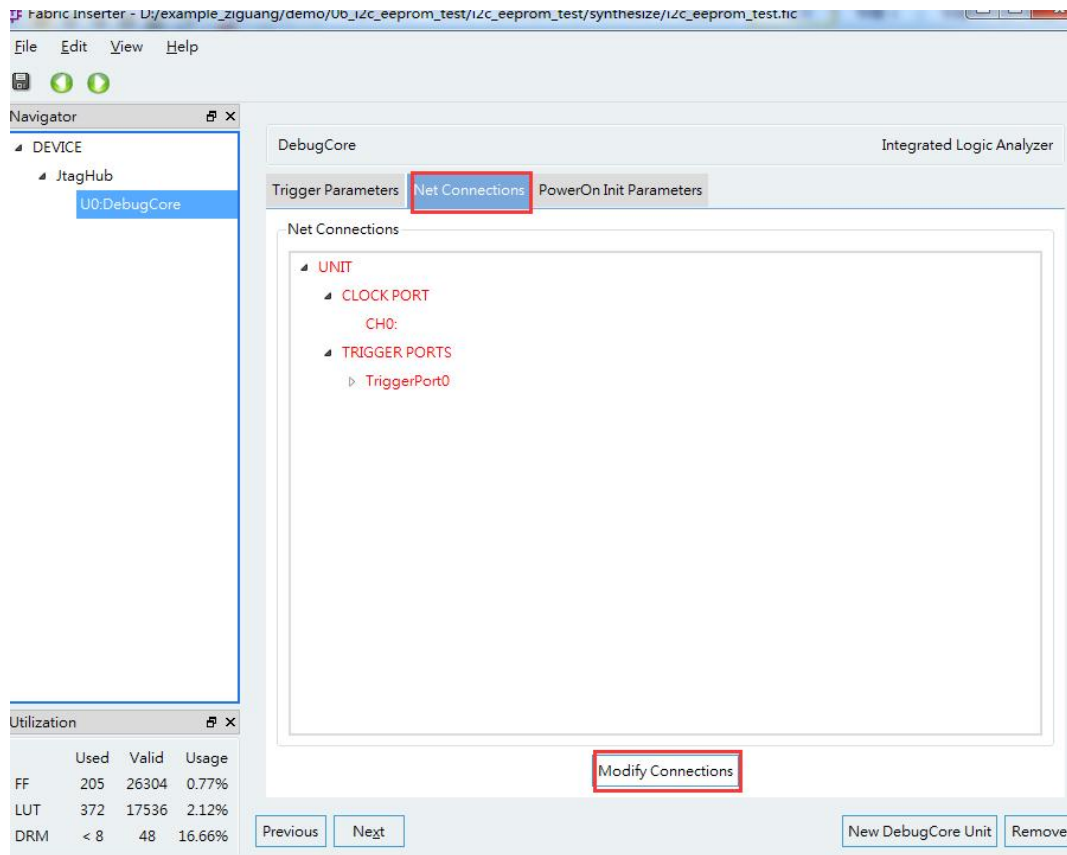 Fabric Inserter - D:/example_ziguang/demo/06_i2c_eeprom_test/i2c_eeprom_test/synthesize/i2c_eeprom_test.fic
File Edit View Help
Navigator
DEVICE
JtagHub
U0:DebugCore
DebugCore Integrated Logic Analyzer
Trigger Parameters Net Connections PowerOn Init Parameters
Net Connections
UNIT
CLOCK PORT
CH0:
TRIGGER PORTS
TriggerPort0
Modify Connections
Utilization
Used Valid Usage
FF 205 26304 0.77%
LUT 372 17536 2.12%
DRM < 8 48 16.66%
Previous Next New DebugCore Unit Remove